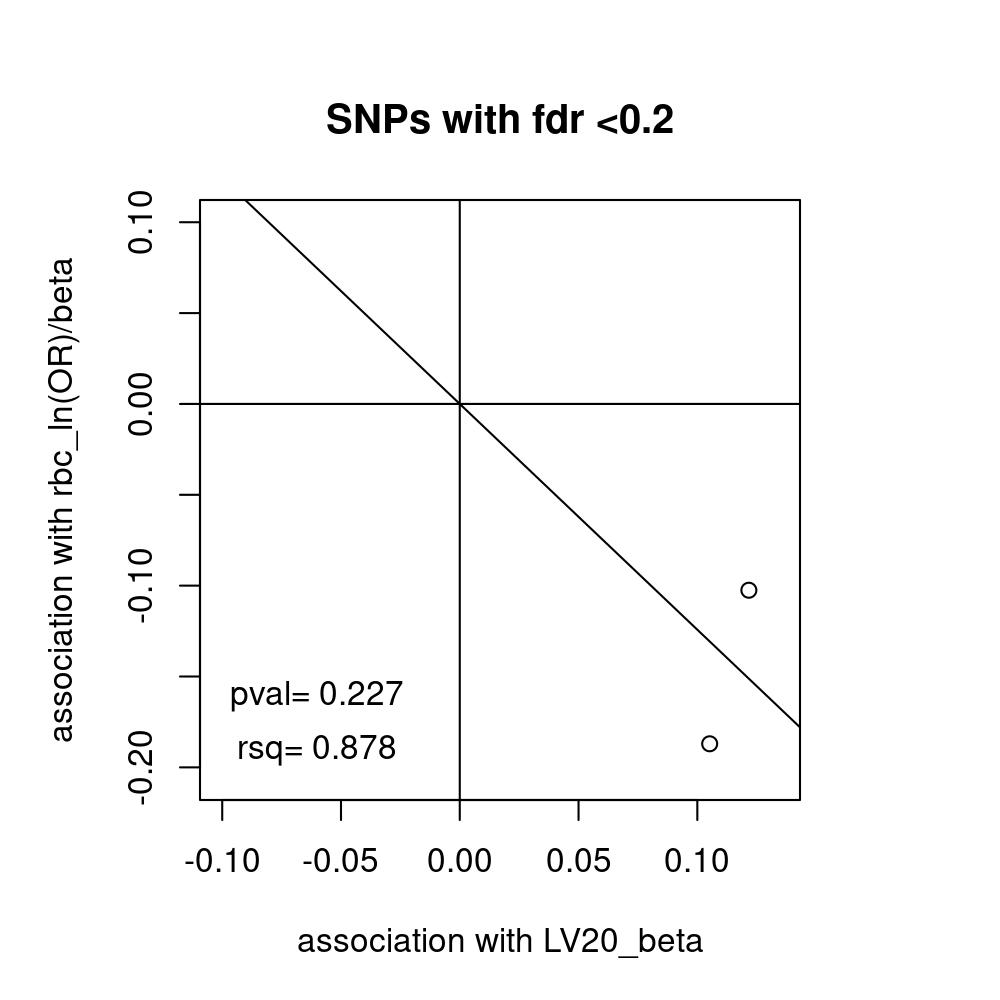 SNPs with fdr <0.2
association with rbc_ln(OR)/beta
0.10
0.00
-0.10
-0.20
pval= 0.227
rsq= 0.878
-0.10 -0.05 0.00 0.05 0.10
association with LV20_beta